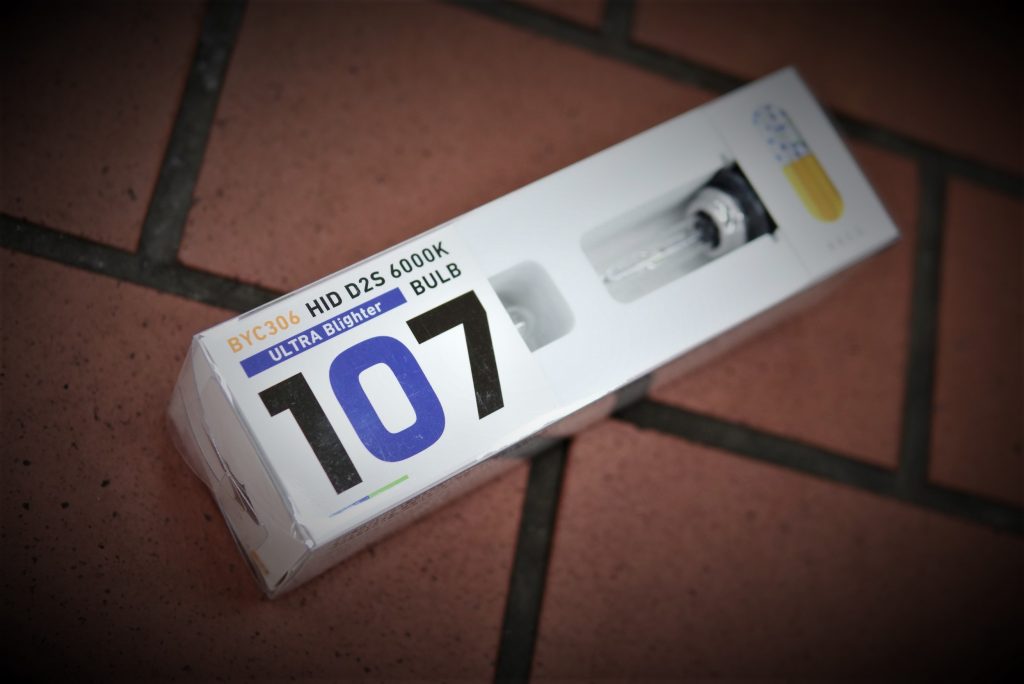 BYC306 HID D2S 6000K
ULTRA Blighter BULB
107